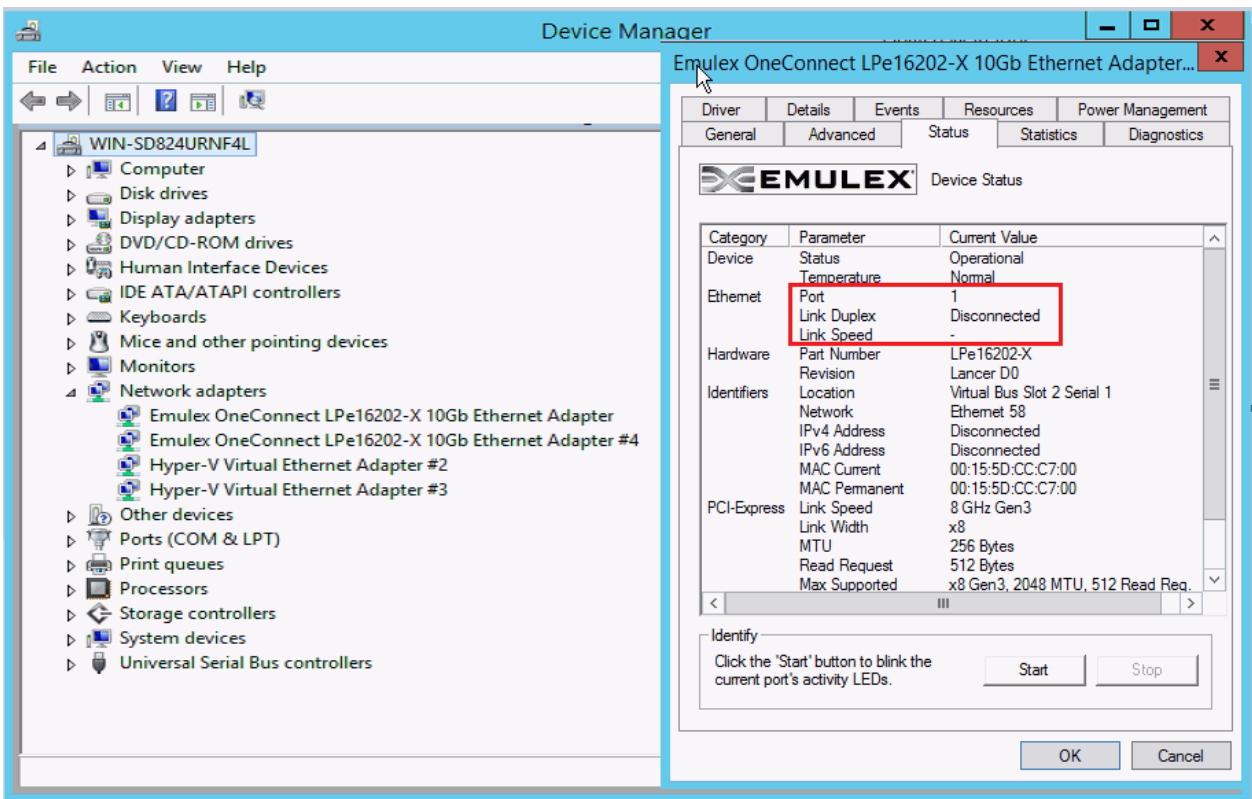 Device Manager
File Action View Help
WIN-SD824URNF4L
Computer
Disk drives
Display adapters
DVD/CD-ROM drives
Human Interface Devices
IDE ATA/ATAPI controllers
Keyboards
Mice and other pointing devices
Monitors
Network adapters
Emulex OneConnect LPe16202-X 10Gb Ethernet Adapter
Emulex OneConnect LPe16202-X 10Gb Ethernet Adapter #4
Hyper-V Virtual Ethernet Adapter #2
Hyper-V Virtual Ethernet Adapter #3
Other devices
Ports (COM & LPT)
Print queues
Processors
Storage controllers
System devices
Universal Serial Bus controllers
Emulex OneConnect LPe16202-X 10Gb Ethernet Adapter...
Driver Details Events Resources Power Management
General Advanced Status Statistics Diagnostics
EMULEX Device Status
Category Parameter Current Value
Device Status Operational
Temperature Normal
Ethernet Port 1
Link Duplex Disconnected
Link Speed -
Hardware Part Number LPe16202-X
Revision Lancer D0
Identifiers Location Virtual Bus Slot 2 Serial 1
Network Ethernet 58
IPv4 Address Disconnected
IPv6 Address Disconnected
MAC Current 00:15:5D:CC:C7:00
MAC Permanent 00:15:5D:CC:C7:00
PCI-Express Link Speed 8 GHz Gen3
Link Width x8
MTU 256 Bytes
Read Request 512 Bytes
Max Supported x8 Gen3, 2048 MTU, 512 Read Req.
Identify
Click the 'Start' button to blink the
current port's activity LEDs.
Start Stop
OK Cancel